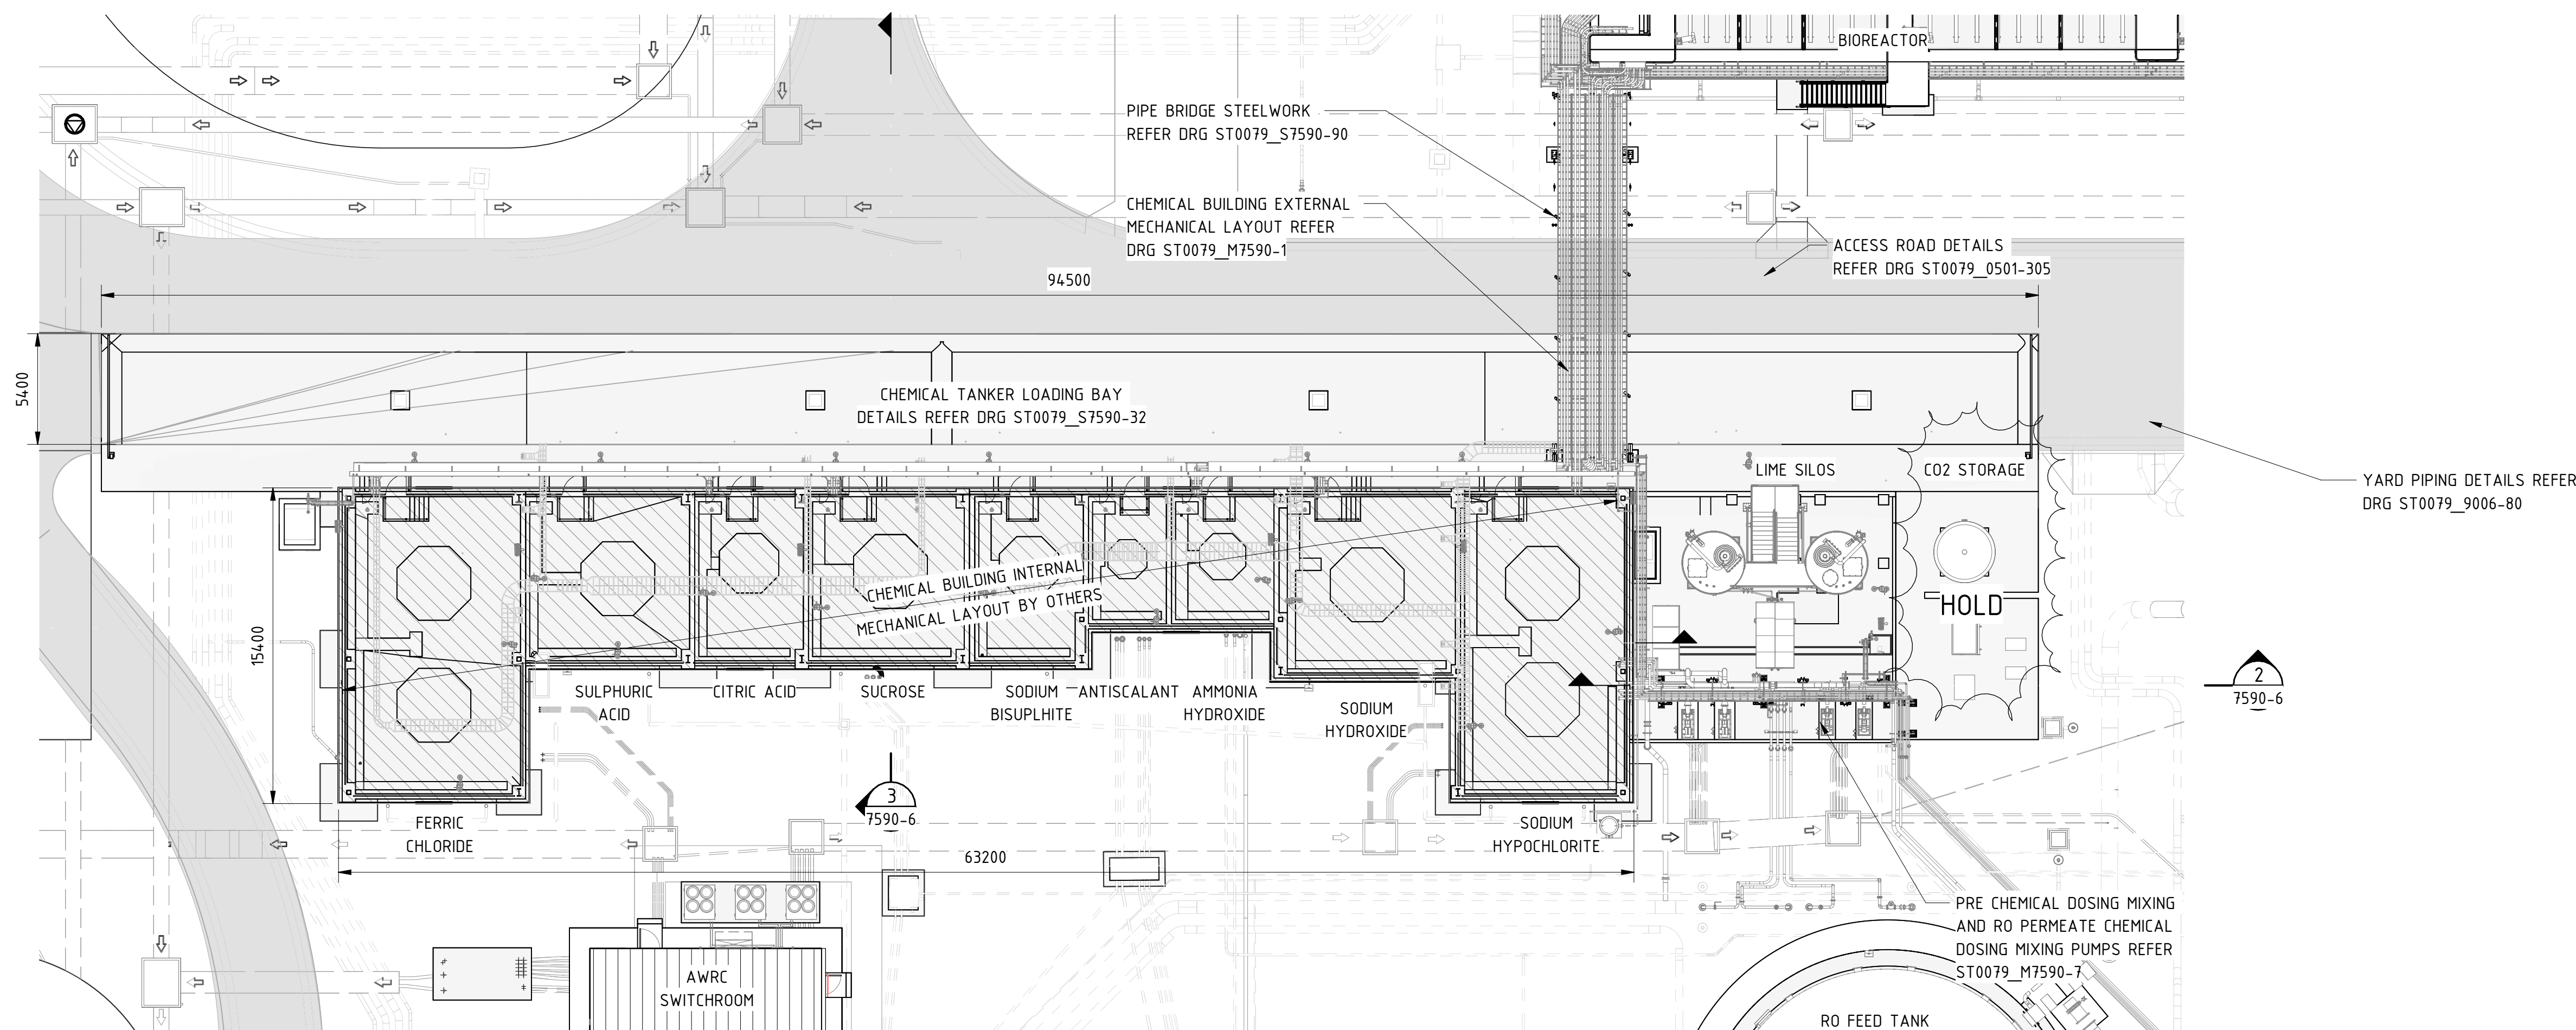 BIOREACTOR
PIPE BRIDGE STEELWORK
REFER DRG ST0079_S7590-90
CHEMICAL BUILDING EXTERNAL
MECHANICAL LAYOUT REFER
DRG ST0079_M7590-1
ACCESS ROAD DETAILS
REFER DRG ST0079_0501-305
94500
5400
CHEMICAL TANKER LOADING BAY
DETAILS REFER DRG ST0079_S7590-32
LIME SILOS
CO2 STORAGE
YARD PIPING DETAILS REFER
DRG ST0079_9006-80
CHEMICAL BUILDING INTERNAL
MECHANICAL LAYOUT BY OTHERS
HOLD
15400
SULPHURIC
ACID
CITRIC ACID
SUCROSE
SODIUM
BISUPLHITE
ANTISCALANT
AMMONIA
HYDROXIDE
SODIUM
HYDROXIDE
2
7590-6
3
7590-6
FERRIC
CHLORIDE
SODIUM
HYPOCHLORITE
63200
PRE CHEMICAL DOSING MIXING
AND RO PERMEATE CHEMICAL
DOSING MIXING PUMPS REFER
ST0079_M7590-7
AWRC
SWITCHROOM
RO FEED TANK